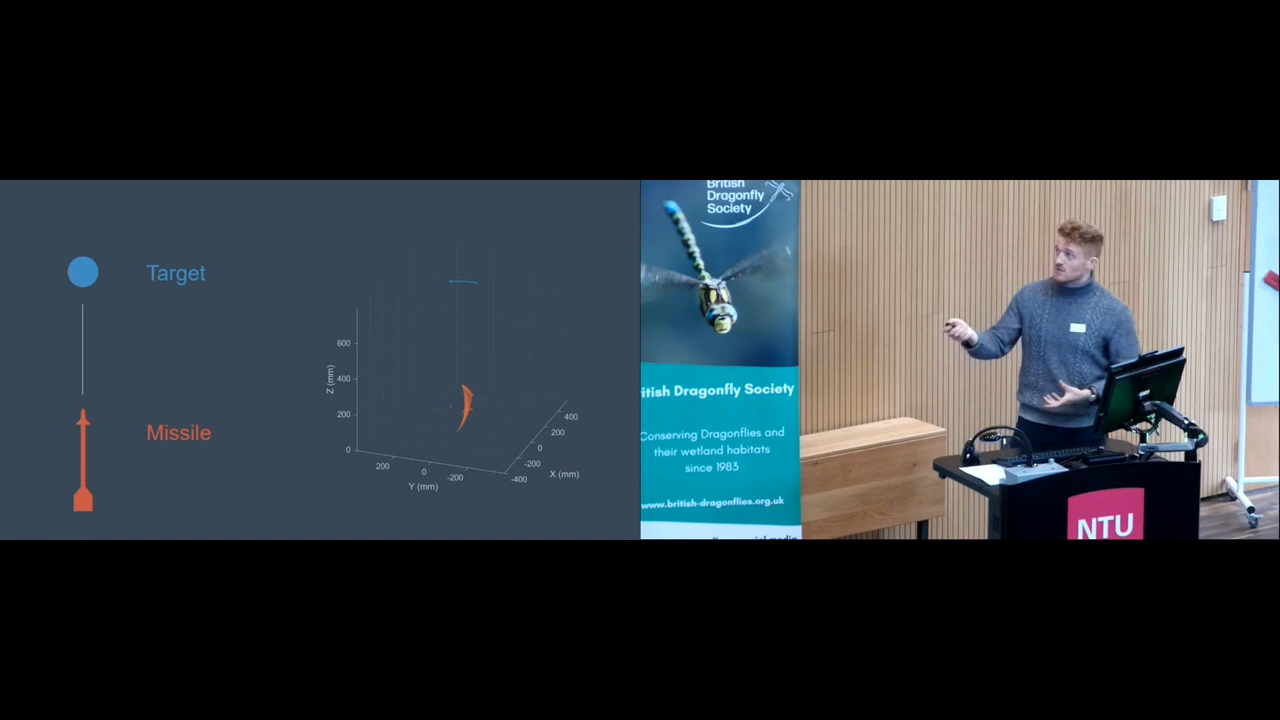 Target
Missile
Z (mm)
600
400
200
0
200
0
-200
Y (mm)
400
200
0
-200
-400
X (mm)
British
Dragonfly
Society
itish Dragonfly Society
Conserving Dragonflies and
their wetland habitats
since 1983
www.british-dragonflies.org.uk
NTU